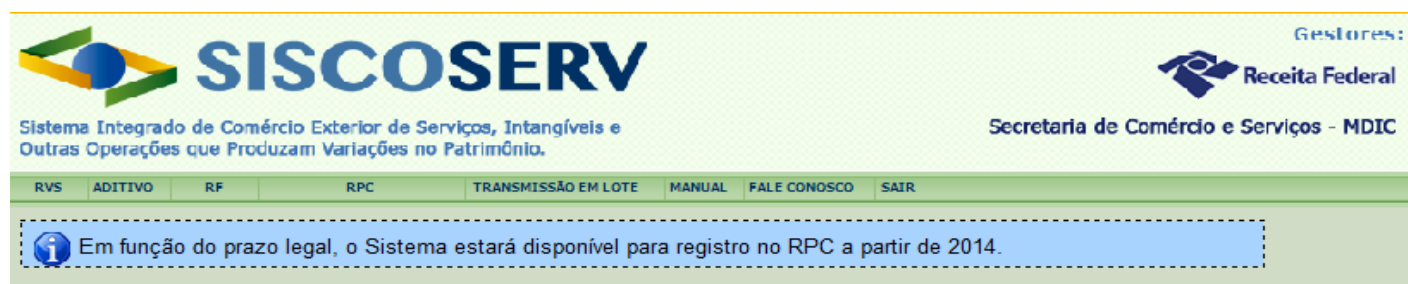 Gestores:
SISCOSERV
Receita Federal
Sistema Integrado de Comércio Exterior de Serviços, Intangíveis e
Outras Operações que Produzam Variações no Patrimônio.
Secretaria de Comércio e Serviços - MDIC
RVS ADITIVO RF RPC TRANSMISSÃO EM LOTE MANUAL FALE CONOSCO SAIR
Em função do prazo legal, o Sistema estará disponível para registro no RPC a partir de 2014.